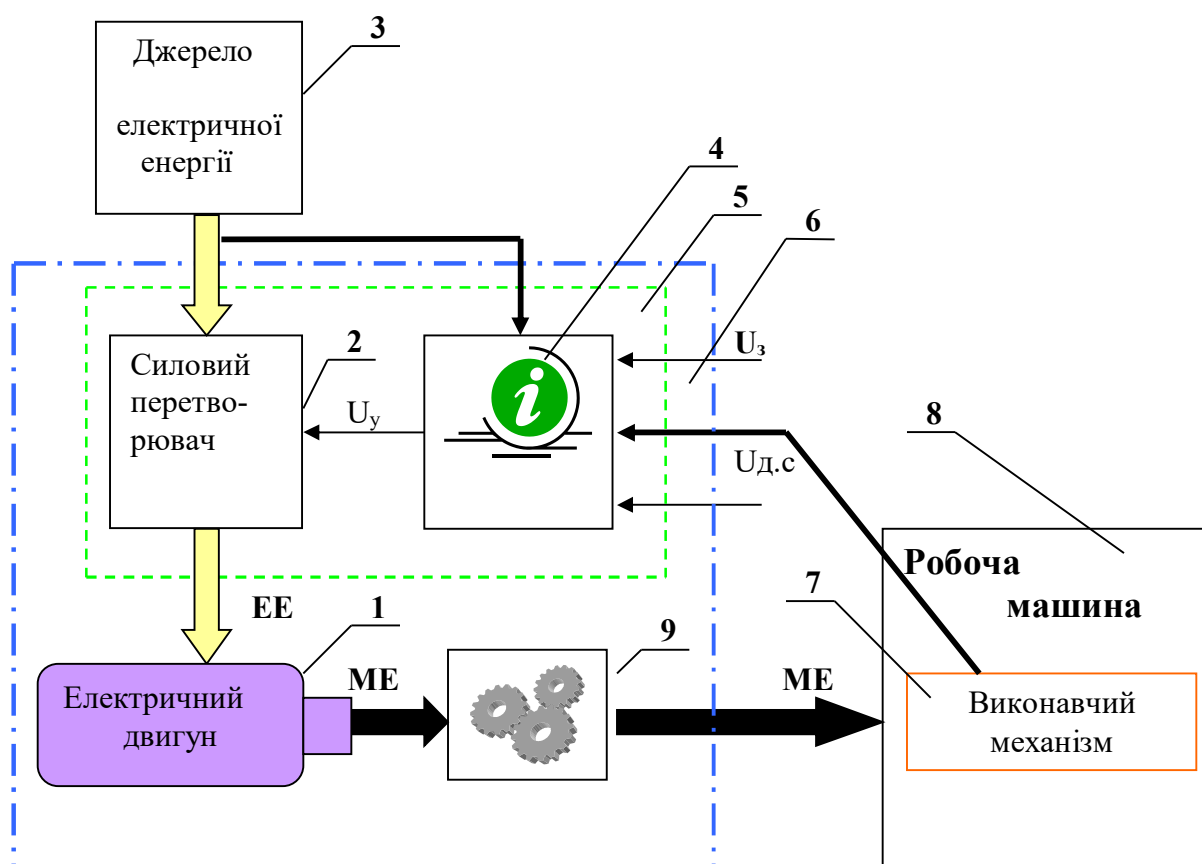 Джерело
електричної
енергії
3
4
5
6
Силовий
перетво-
рювач
2
Uу
i
Uз
Uд.с
8
Робоча
машина
7
Виконавчий
механізм
ЕЕ
1
Електричний
двигун
МЕ
9
МЕ